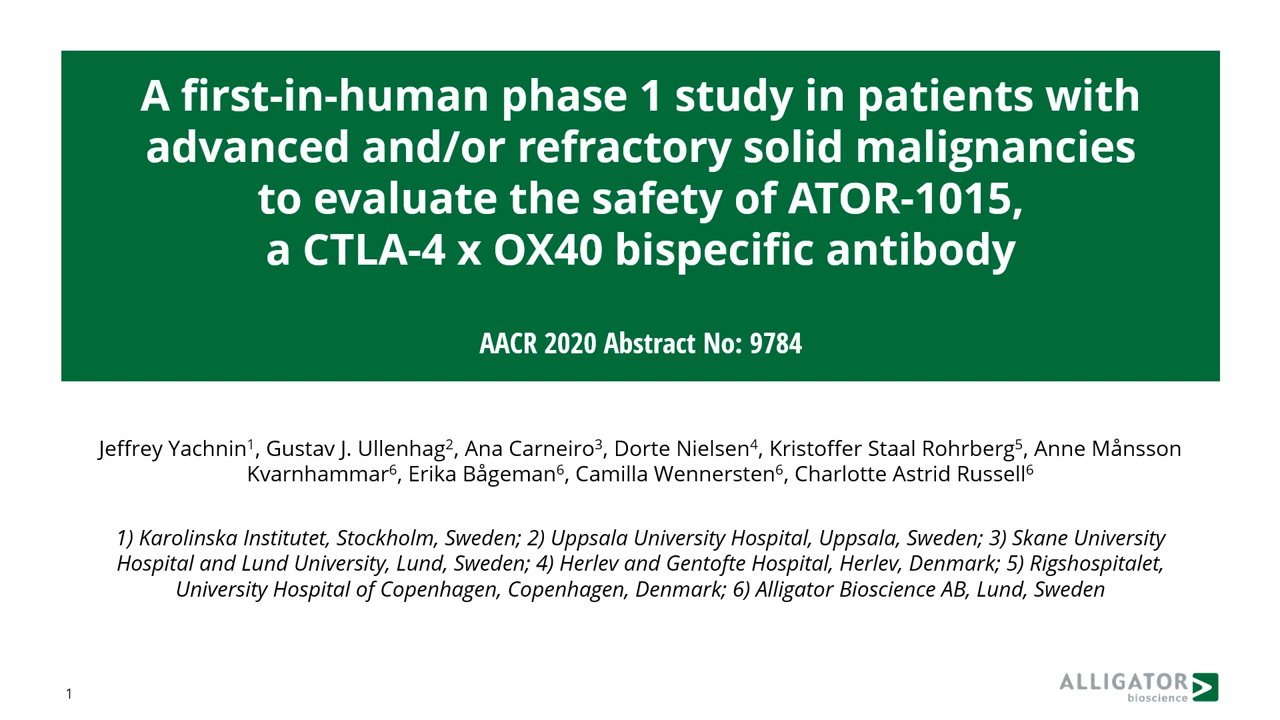 A first-in-human phase 1 study in patients with
advanced and/or refractory solid malignancies
to evaluate the safety of ATOR-1015,
a CTLA-4 x OX40 bispecific antibody
AACR 2020 Abstract No: 9784
Jeffrey Yachnin¹, Gustav J. Ullenhag², Ana Carneiro³, Dorte Nielsen⁴, Kristoffer Staal Rohrberg⁵, Anne Månsson
Kvarnhammar⁶, Erika Bågeman⁶, Camilla Wennersten⁶, Charlotte Astrid Russell⁶
1) Karolinska Institutet, Stockholm, Sweden; 2) Uppsala University Hospital, Uppsala, Sweden; 3) Skane University
Hospital and Lund University, Lund, Sweden; 4) Herlev and Gentofte Hospital, Herlev, Denmark; 5) Rigshospitalet,
University Hospital of Copenhagen, Copenhagen, Denmark; 6) Alligator Bioscience AB, Lund, Sweden
1
ALLIGATOR
bioscience